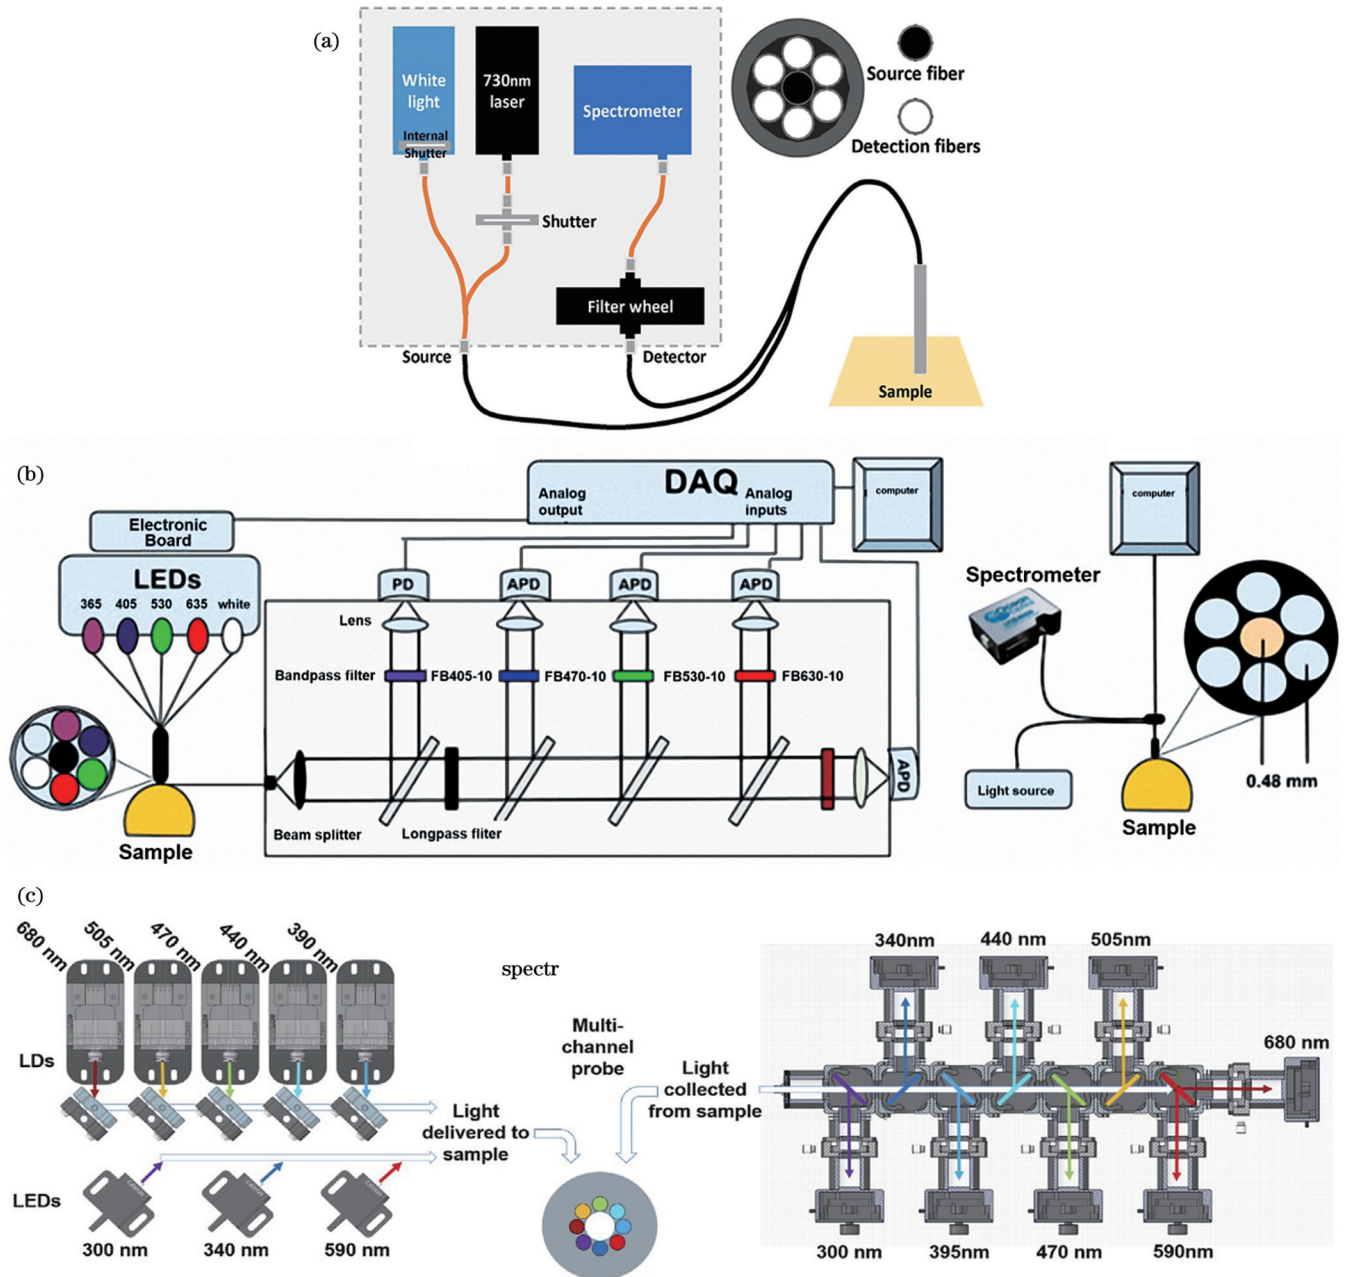 (a)
White
light
Internal
Shutter
730nm
laser
Spectrometer
Source fiber
Detection fibers
Shutter
Filter wheel
Source
Detector
Sample
(b)
DAQ
Analog
output
Analog
inputs
computer
computer
Electronic
Board
LEDs
365 405 530 635 white
PD
APD
APD
APD
Lens
Bandpass filter
FB405-10
FB470-10
FB530-10
FB630-10
APD
Beam splitter
Longpass fliter
Sample
Spectrometer
Light source
0.48 mm
Sample
(c)
680 nm
505 nm
470 nm
440 nm
390 nm
LDs
LEDs
300 nm
340 nm
590 nm
spectr
Light
delivered to
sample
Multi-
channel
probe
Light
collected
from sample
340nm
440 nm
505nm
680 nm
300 nm
395nm
470 nm
590nm